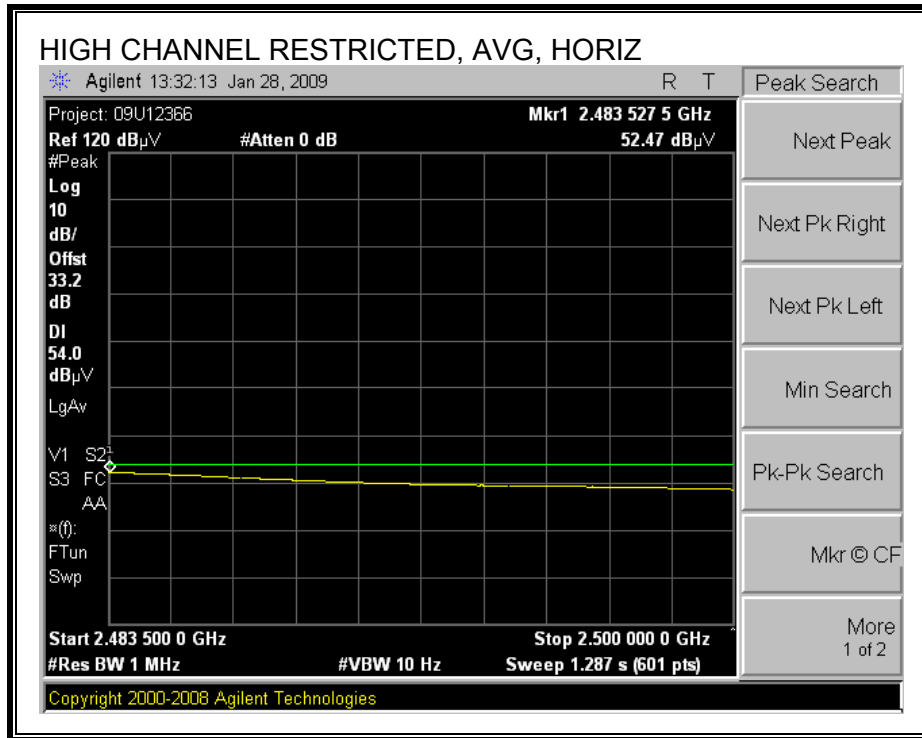 HIGH CHANNEL RESTRICTED, AVG, HORIZ
Agilent 13:32:13 Jan 28, 2009 R T
Peak Search
Project: 09U12366 Mkr1 2.483 527 5 GHz
Ref 120 dBµV #Atten 0 dB 52.47 dBµV
#Peak
Log
10
dB/
Offst
33.2
dB
DI
54.0
dBµV
LgAv
V1 S2
S3 FC
AA
¤(f):
FTun
Swp
1
Start 2.483 500 0 GHz Stop 2.500 000 0 GHz ^
#Res BW 1 MHz #VBW 10 Hz Sweep 1.287 s (601 pts)
Copyright 2000-2008 Agilent Technologies
Next Peak
Next Pk Right
Next Pk Left
Min Search
Pk-Pk Search
Mkr © CF
More
1 of 2